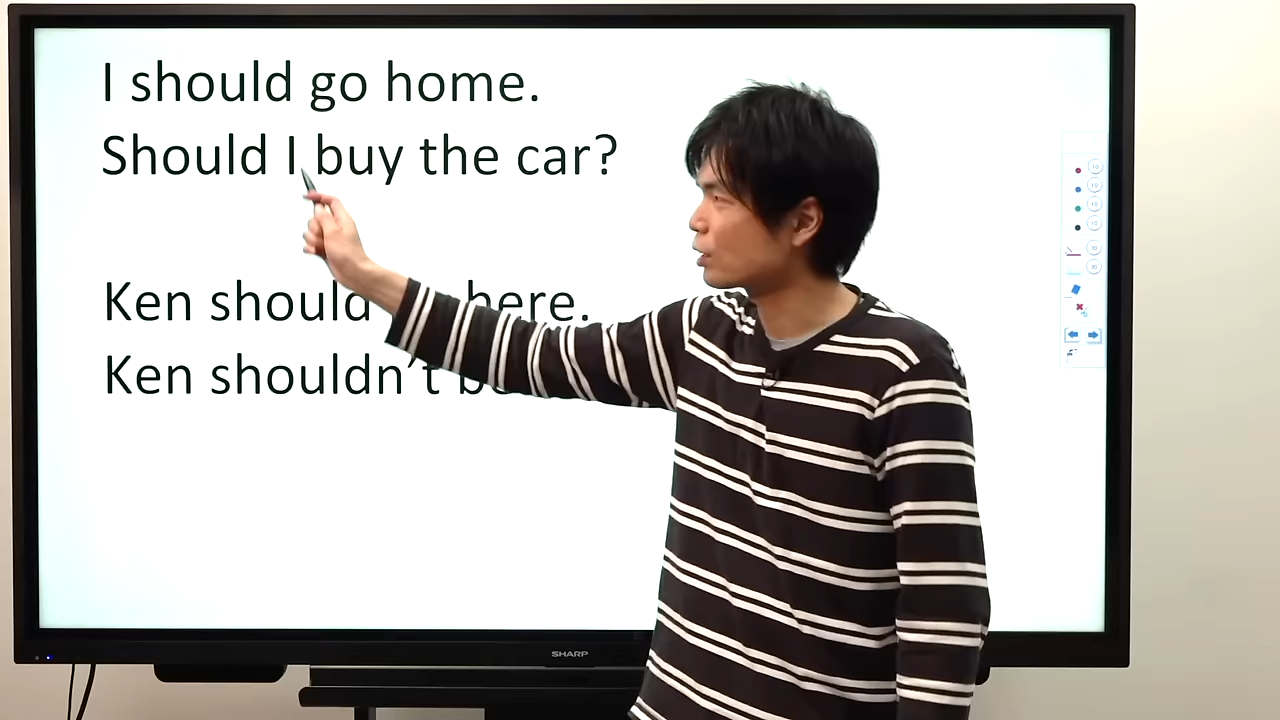 I should go home.
Should I buy the car?
Ken should here.
Ken shouldn't
SHARP